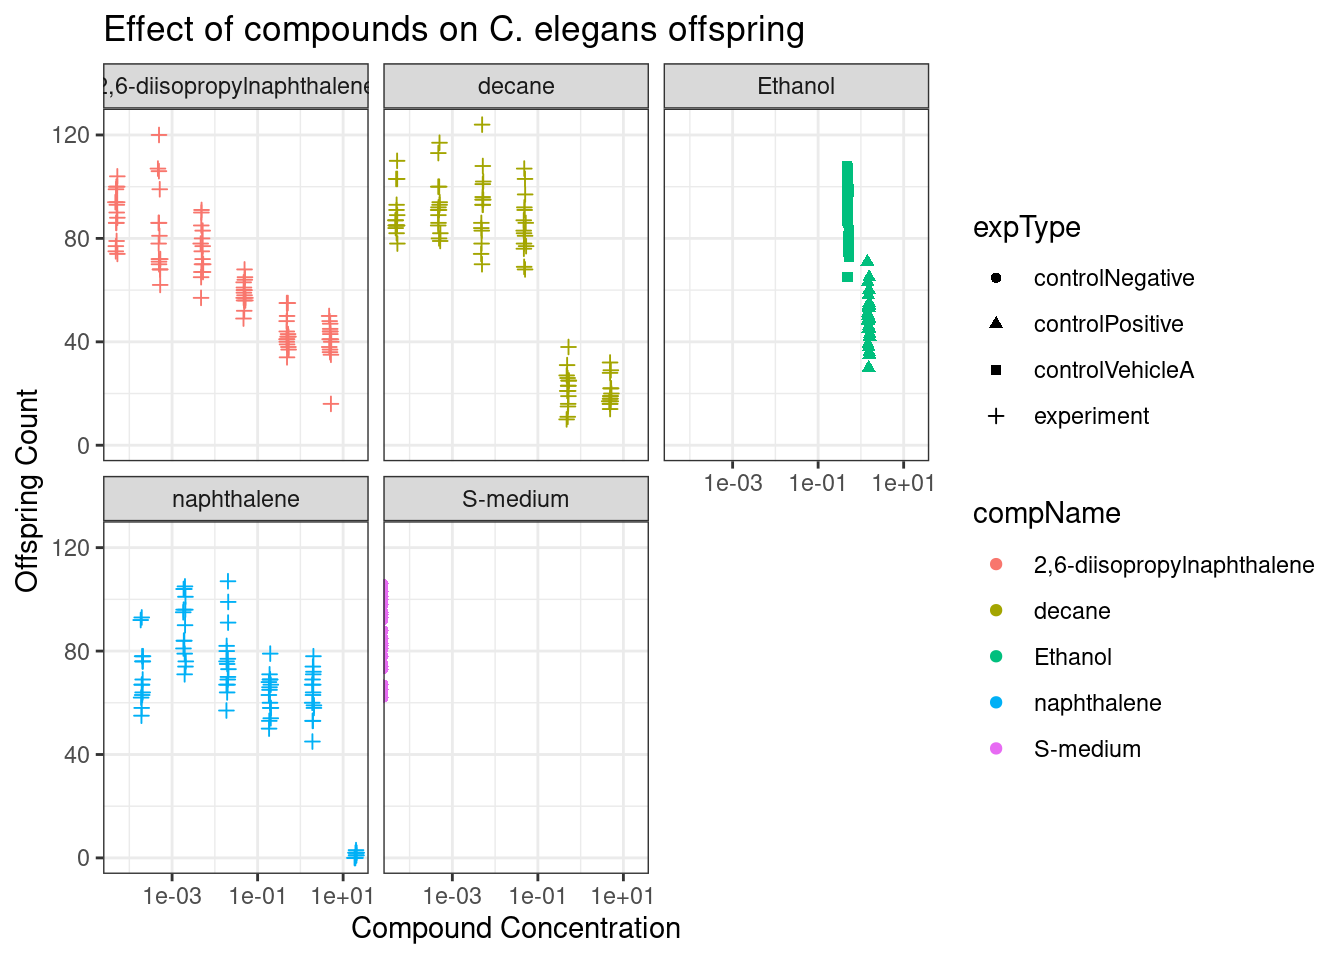 Effect of compounds on C. elegans offspring
2,6-diisopropylnaphthalene
decane
Ethanol
120
80
40
0
1e-03
1e-01
1e+01
naphthalene
S-medium
120
80
40
0
1e-03
1e-01
1e+01
1e-03
1e-01
1e+01
Compound Concentration
Offspring Count
expType
controlNegative
controlPositive
controlVehicleA
experiment
compName
2,6-diisopropylnaphthalene
decane
Ethanol
naphthalene
S-medium